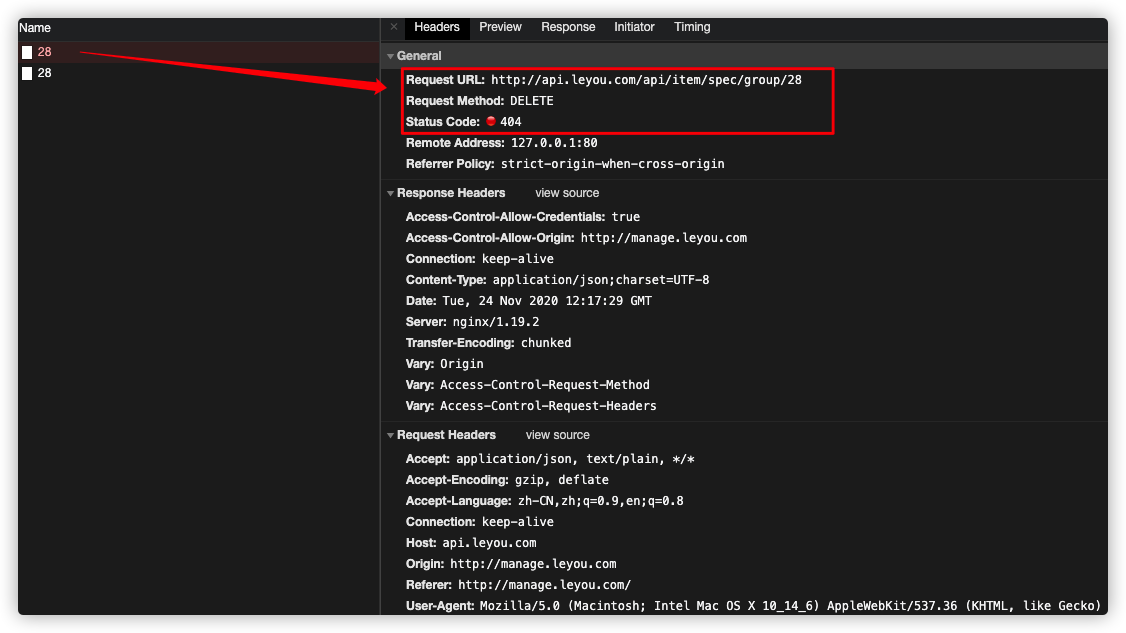 Name
28
28
× Headers Preview Response Initiator Timing
General
Request URL: http://api.leyou.com/api/item/spec/group/28
Request Method: DELETE
Status Code: 404
Remote Address: 127.0.0.1:80
Referrer Policy: strict-origin-when-cross-origin
Response Headers view source
Access-Control-Allow-Credentials: true
Access-Control-Allow-Origin: http://manage.leyou.com
Connection: keep-alive
Content-Type: application/json;charset=UTF-8
Date: Tue, 24 Nov 2020 12:17:29 GMT
Server: nginx/1.19.2
Transfer-Encoding: chunked
Vary: Origin
Vary: Access-Control-Request-Method
Vary: Access-Control-Request-Headers
Request Headers view source
Accept: application/json, text/plain, */*
Accept-Encoding: gzip, deflate
Accept-Language: zh-CN,zh;q=0.9,en;q=0.8
Connection: keep-alive
Host: api.leyou.com
Origin: http://manage.leyou.com
Referer: http://manage.leyou.com/
User-Agent: Mozilla/5.0 (Macintosh; Intel Mac OS X 10_14_6) AppleWebKit/537.36 (KHTML, like Gecko)